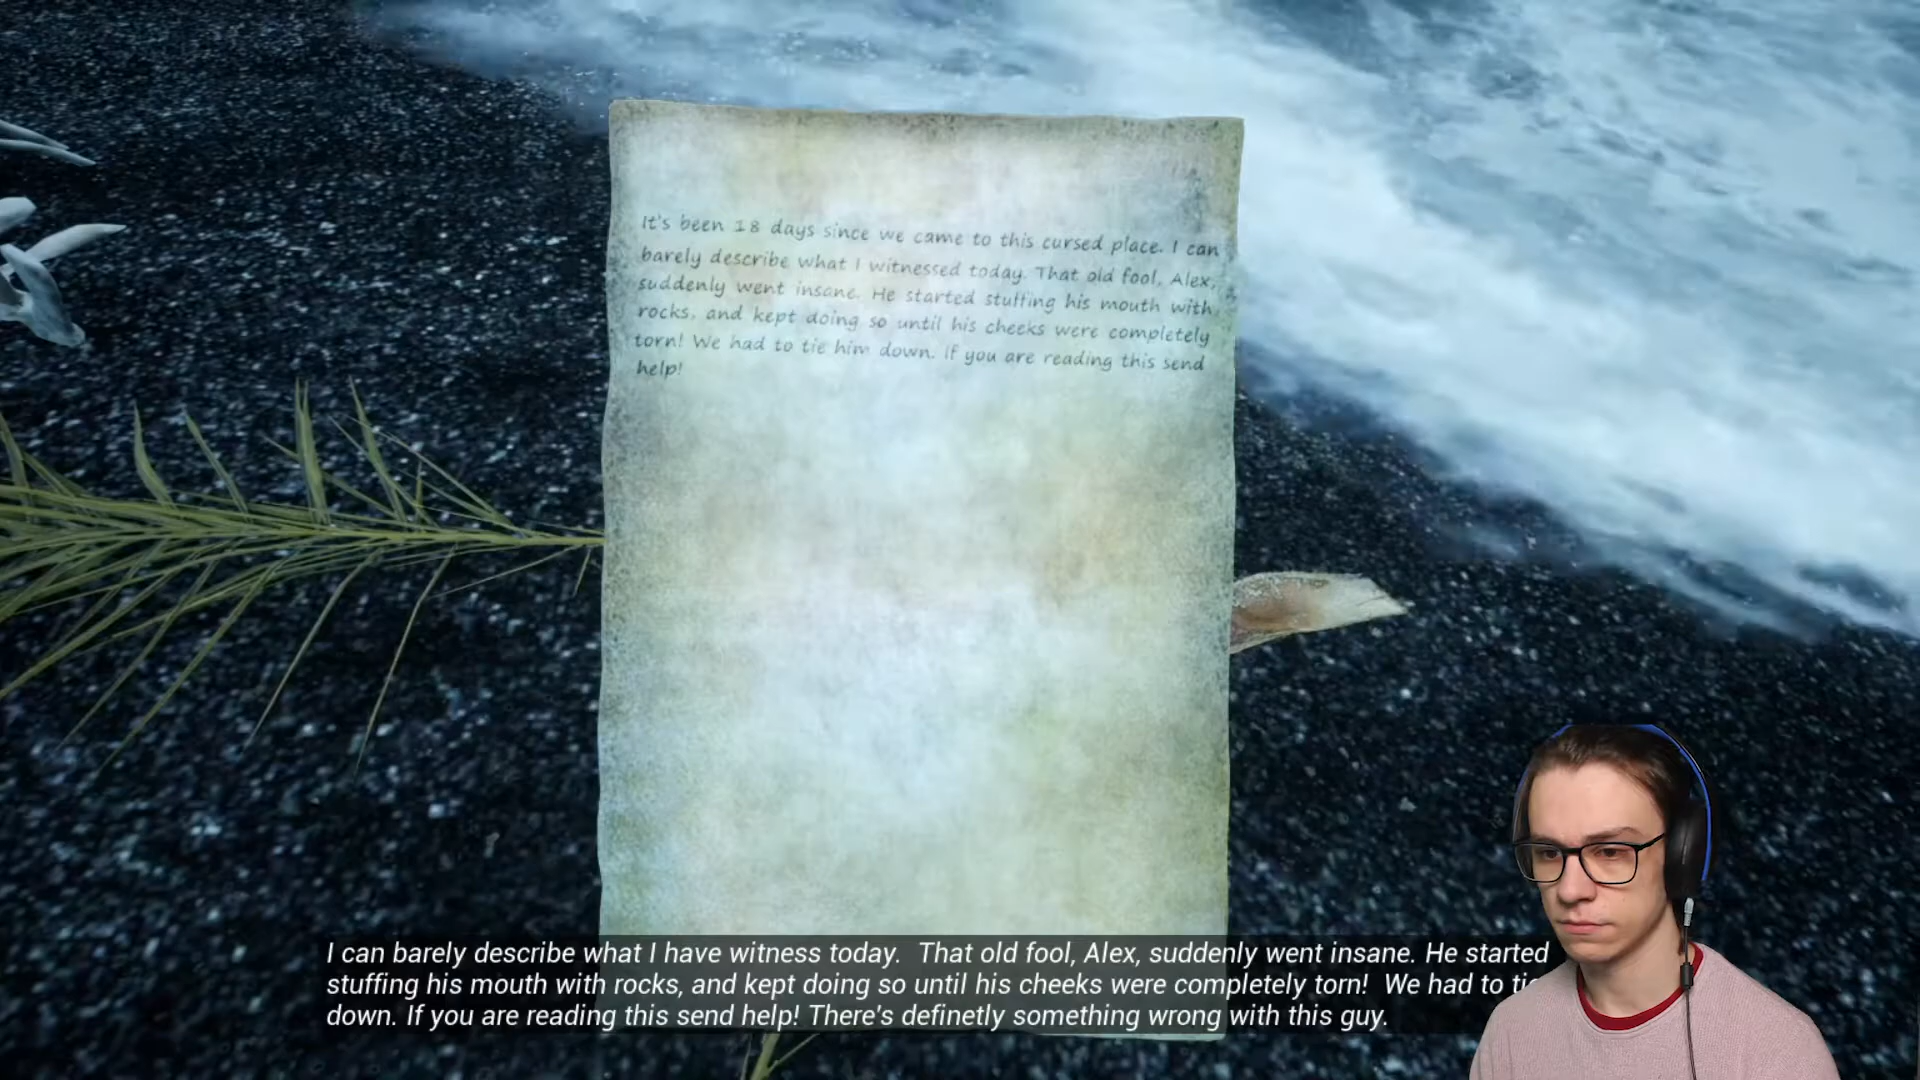 It's been 18 days since we came to this cursed place. I can
barely describe what I witnessed today. That old fool, Alex,
suddenly went insane. He started stuffing his mouth with
rocks, and kept doing so until his cheeks were completely
torn! We had to tie him down. If you are reading this send
help!
I can barely describe what I have witness today. That old fool, Alex, suddenly went insane. He started
stuffing his mouth with rocks, and kept doing so until his cheeks were completely torn! We had to
down. If you are reading this send help! There's definetly something wrong with this guy.